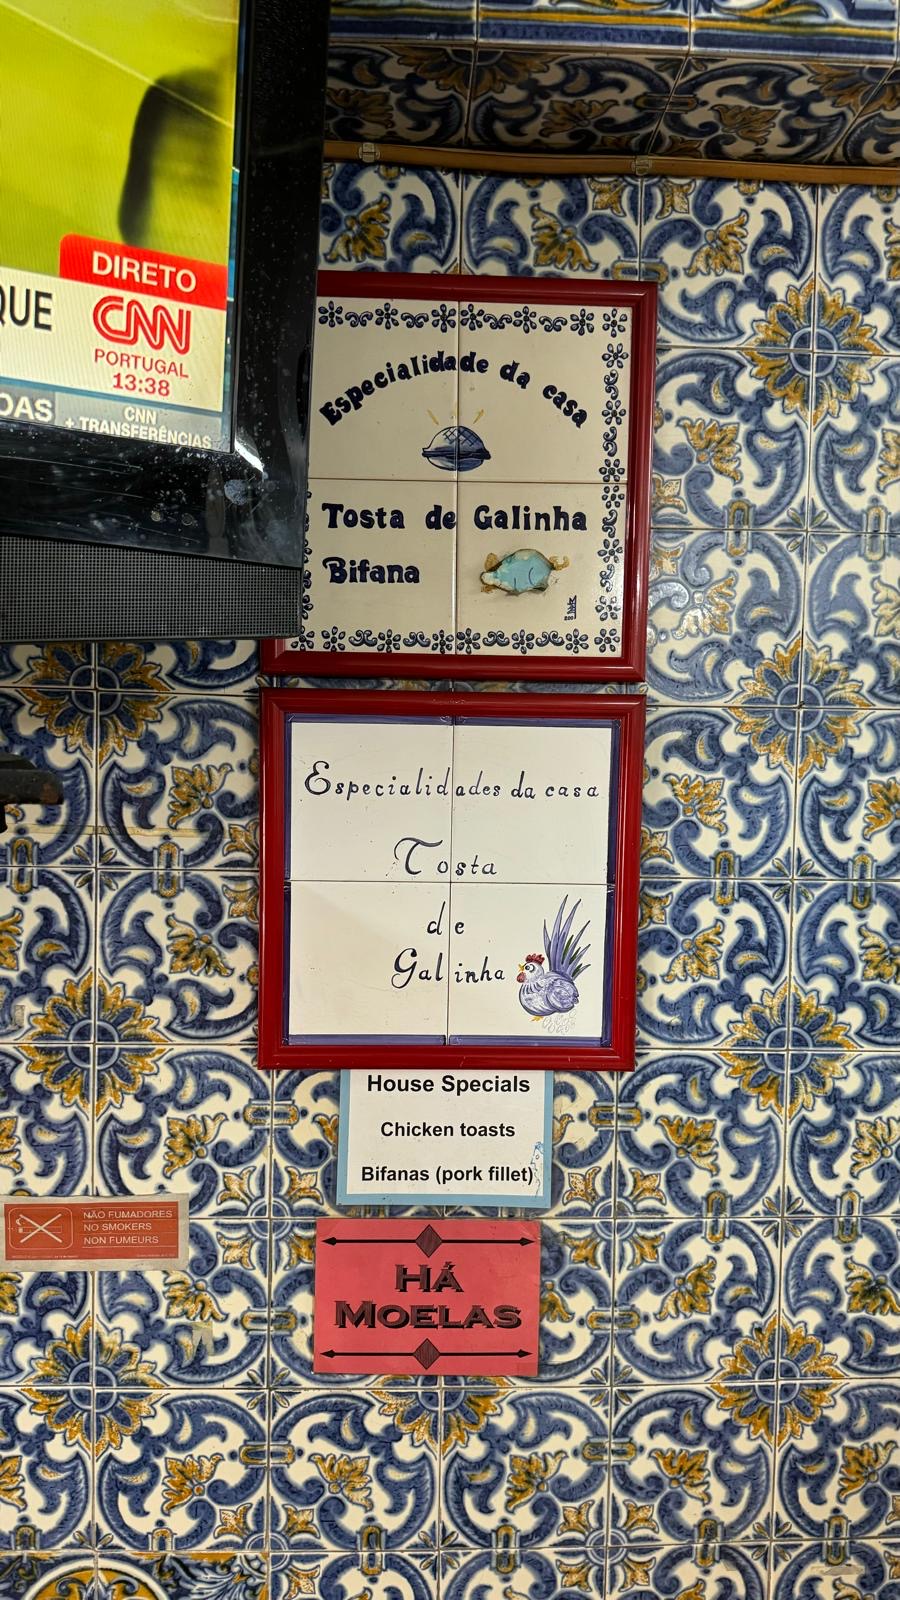 DIRETO
QUE
CNN
PORTUGAL
13:38
OAS
CNN
+ TRANSFERÊNCIAS
Especialidade da casa
Tosta de Galinha
Bifana
Especialidades da casa
Tosta
de
Galinha
House Specials
Chicken toasts
Bifanas (pork fillet)
NÃO FUMADORES
NO SMOKERS
NON FUMEURS
HÁ
MOELAS